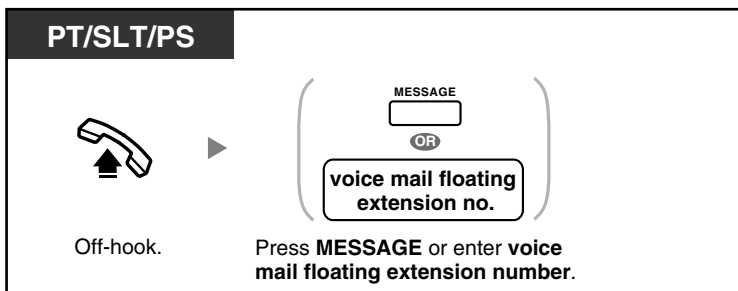 PT/SLT/PS
MESSAGE
OR
voice mail floating
extension no.
Off-hook.
Press MESSAGE or enter voice
mail floating extension number.